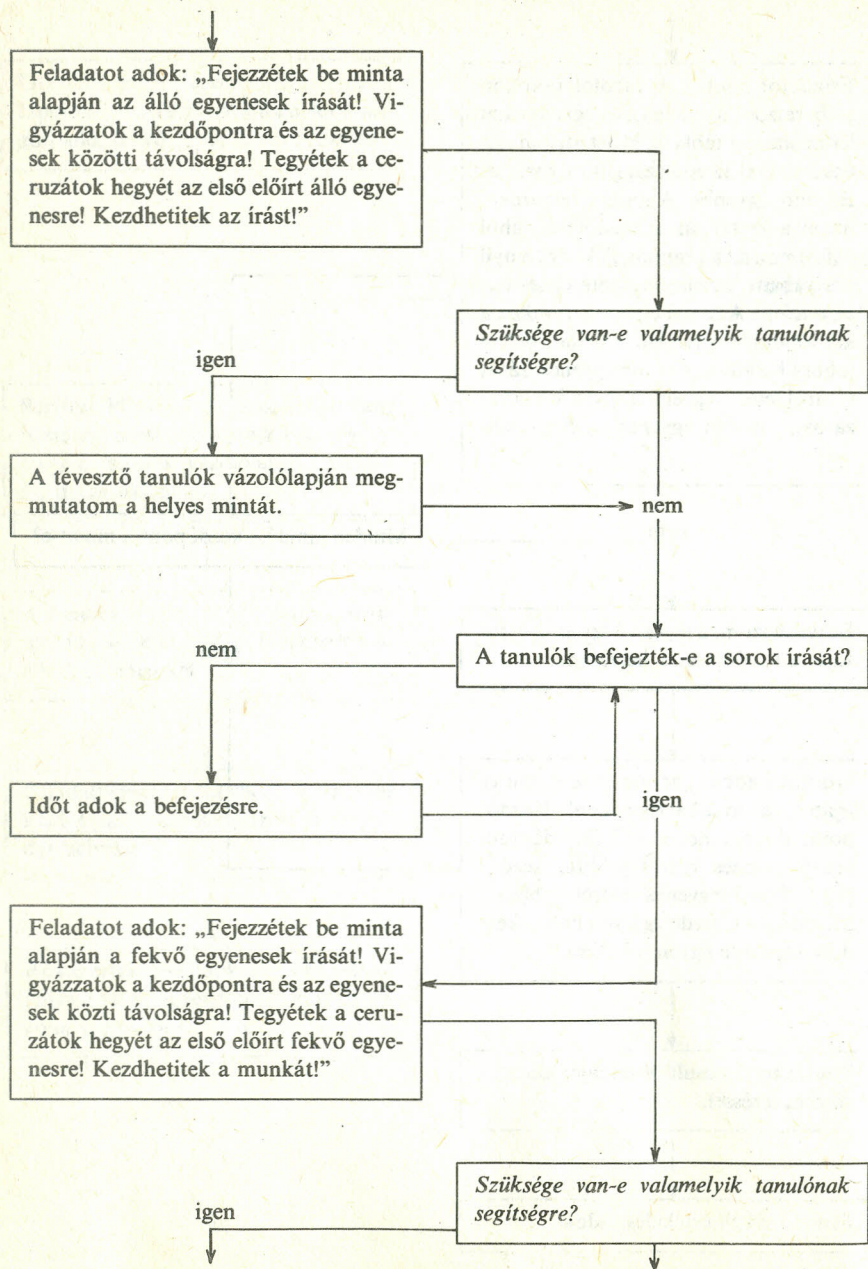 Feladatot adok: „Fejezzétek be minta
alapján az álló egyenesek írását! Vi-
gyázzatok a kezdőpontra és az egyene-
sek közötti távolságra! Tegyétek a ce-
ruzátok hegyét az első előírt álló egye-
nesre! Kezdhetitek az írást!”
Szüksége van-e valamelyik tanulónak
segítségre?
igen
A tévesztő tanulók vázolólapján meg-
mutatom a helyes mintát.
nem
A tanulók befejezték-e a sorok írását?
nem
Időt adok a befejezésre.
igen
Feladatot adok: „Fejezzétek be minta
alapján a fekvő egyenesek írását! Vi-
gyázzatok a kezdőpontra és az egyene-
sek közti távolságra! Tegyétek a ceru-
zátok hegyét az első előírt fekvő egye-
nesre! Kezdhetitek a munkát!”
Szüksége van-e valamelyik tanulónak
segítségre?
igen